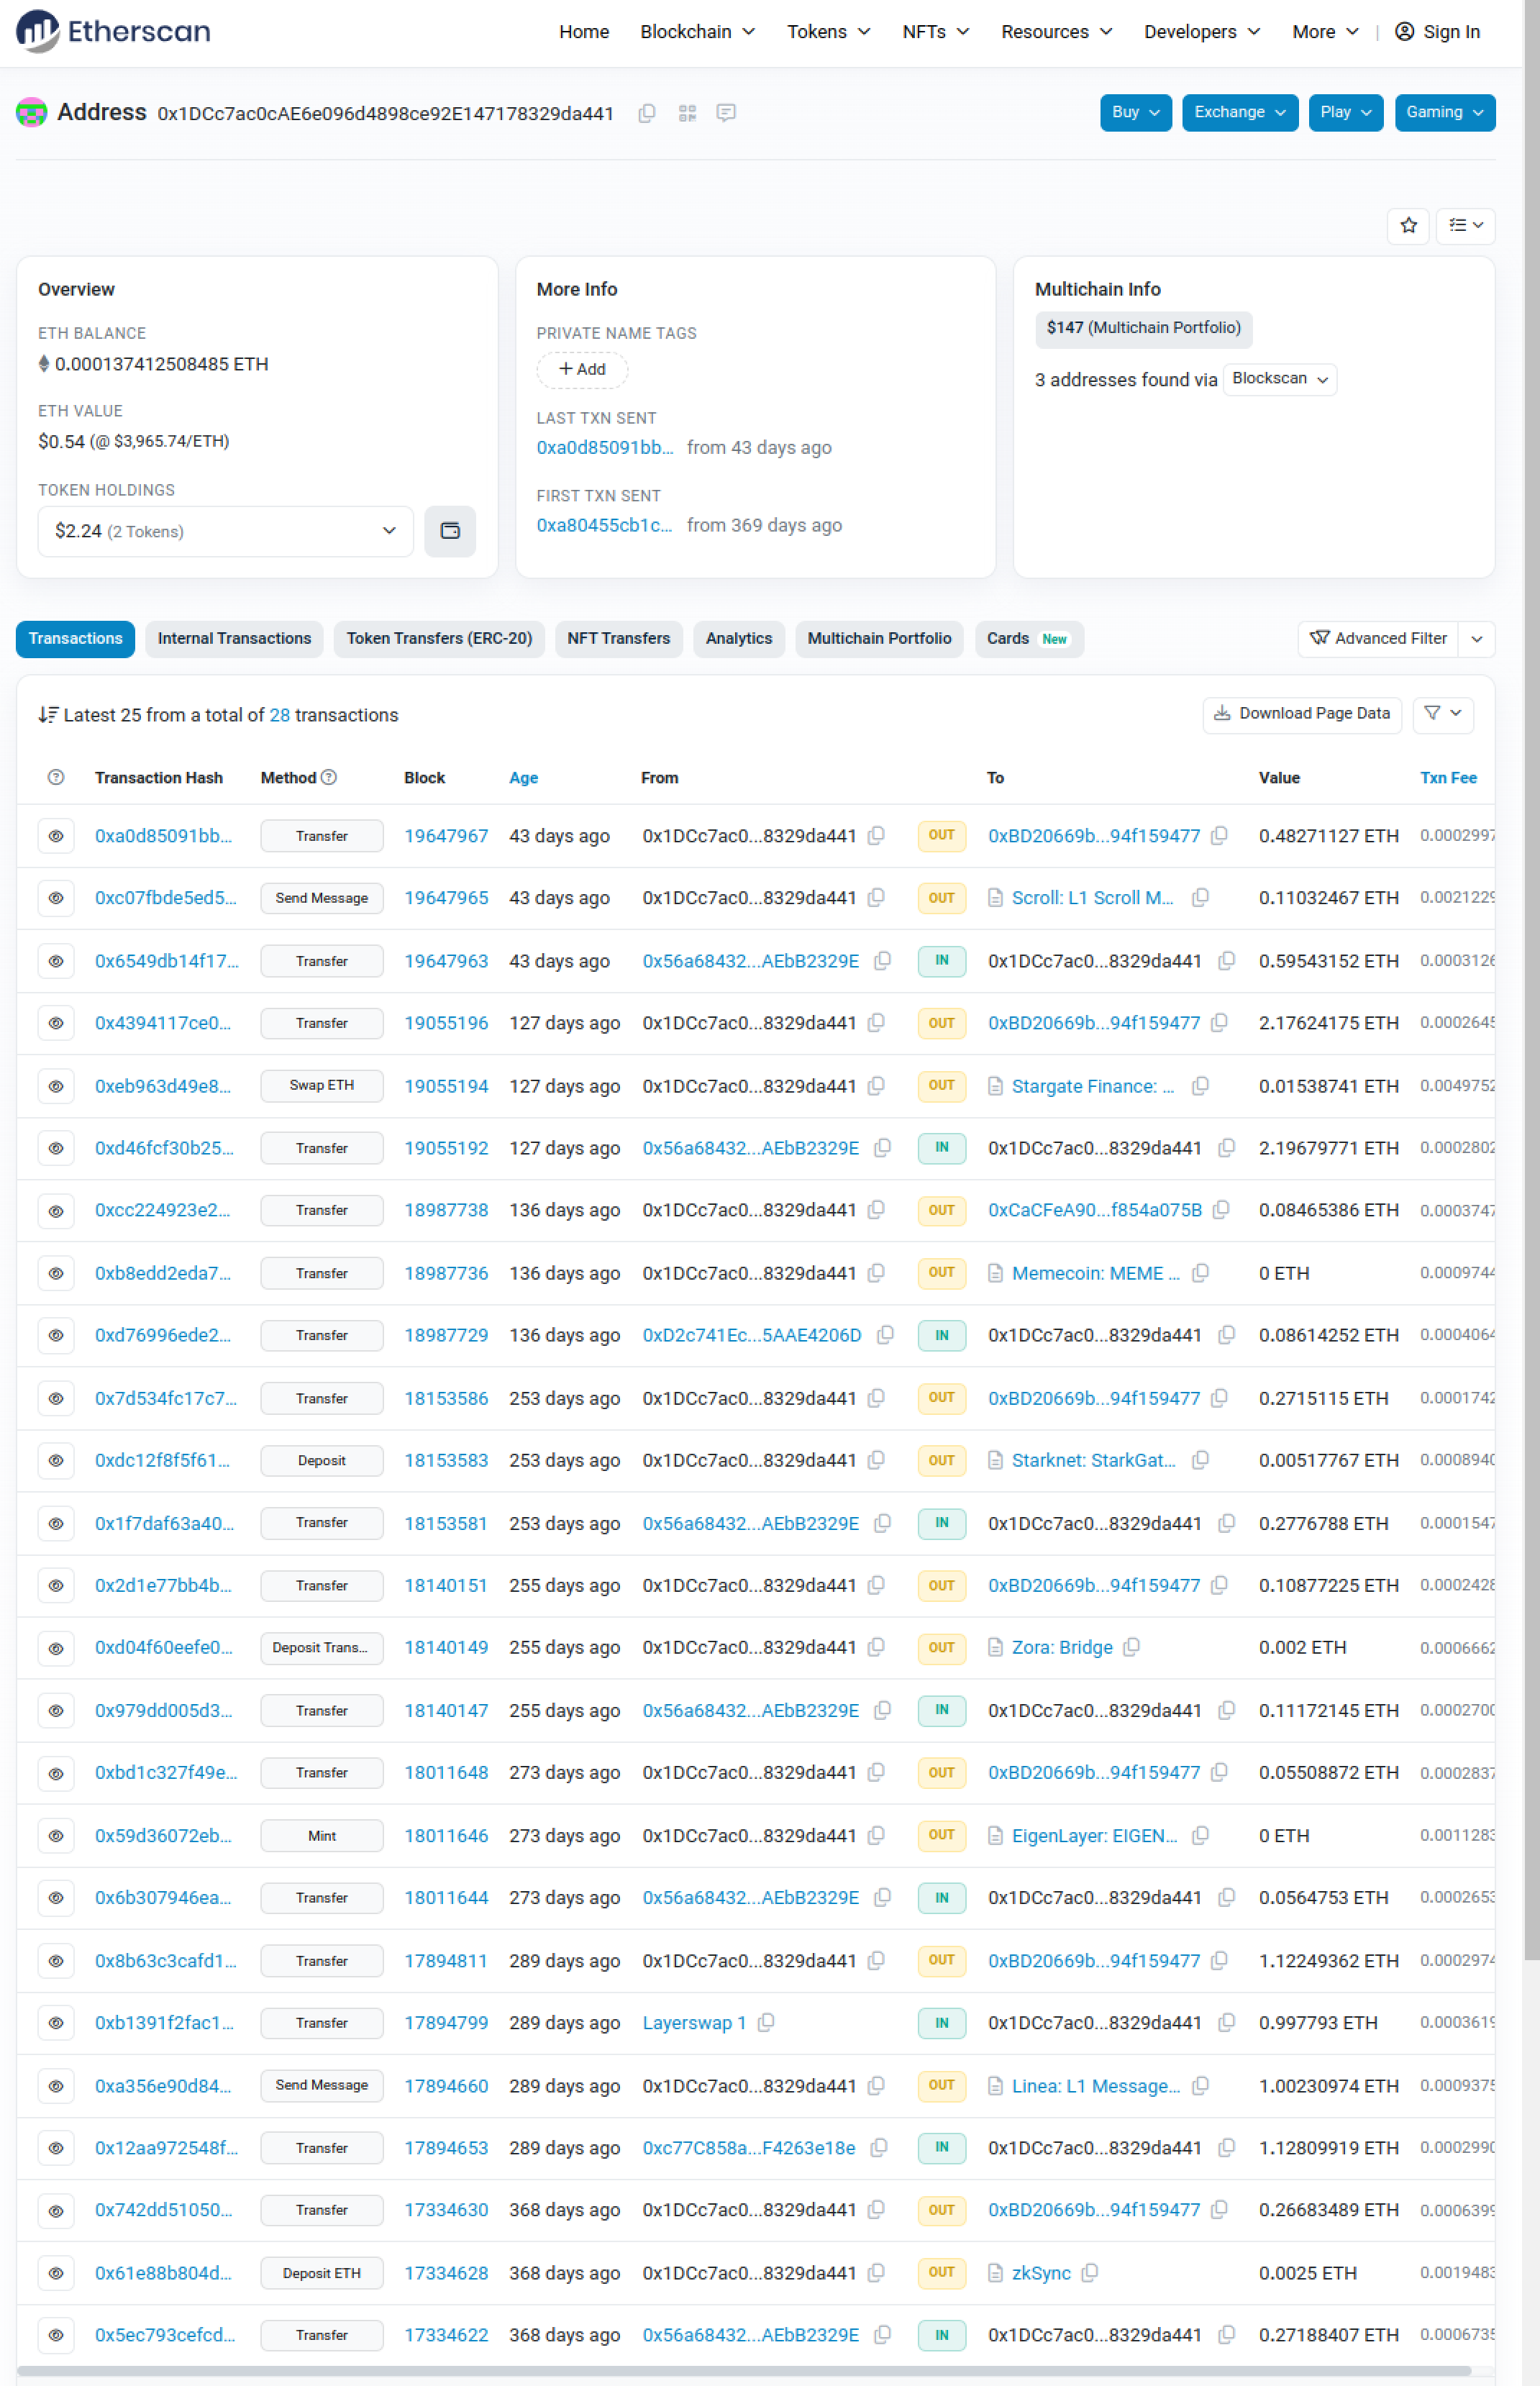 Etherscan
Home Blockchain Tokens NFTs Resources Developers More | Sign In
Address 0x1DCc7ac0cAE6e096d4898ce92E147178329da441
Buy Exchange Play Gaming
Overview
ETH BALANCE
0.000137412508485 ETH
ETH VALUE
$0.54 (@ $3,965.74/ETH)
TOKEN HOLDINGS
$2.24 (2 Tokens)
More Info
PRIVATE NAME TAGS
+ Add
LAST TXN SENT
0xa0d85091bb... from 43 days ago
FIRST TXN SENT
0xa80455cb1c... from 369 days ago
Multichain Info
$147 (Multichain Portfolio)
3 addresses found via Blockscan
Transactions Internal Transactions Token Transfers (ERC-20) NFT Transfers Analytics Multichain Portfolio Cards New Advanced Filter
Latest 25 from a total of 28 transactions Download Page Data
Transaction Hash Method Block Age From To Value Txn Fee
0xa0d85091bb... Transfer 19647967 43 days ago 0x1DCc7ac0...8329da441 OUT 0xBD20669b...94f159477 0.48271127 ETH 0.0002997
0xc07fbde5ed5... Send Message 19647965 43 days ago 0x1DCc7ac0...8329da441 OUT Scroll: L1 Scroll M... 0.11032467 ETH 0.0021229
0x6549db14f17... Transfer 19647963 43 days ago 0x56a68432...AEbB2329E IN 0x1DCc7ac0...8329da441 0.59543152 ETH 0.0003126
0x4394117ce0... Transfer 19055196 127 days ago 0x1DCc7ac0...8329da441 OUT 0xBD20669b...94f159477 2.17624175 ETH 0.0002645
0xeb963d49e8... Swap ETH 19055194 127 days ago 0x1DCc7ac0...8329da441 OUT Stargate Finance: ... 0.01538741 ETH 0.0049752
0xd46fcf30b25... Transfer 19055192 127 days ago 0x56a68432...AEbB2329E IN 0x1DCc7ac0...8329da441 2.19679771 ETH 0.0002802
0xcc224923e2... Transfer 18987738 136 days ago 0x1DCc7ac0...8329da441 OUT 0xCaCFeA90...f854a075B 0.08465386 ETH 0.0003747
0xb8edd2eda7... Transfer 18987736 136 days ago 0x1DCc7ac0...8329da441 OUT Memecoin: MEME ... 0 ETH 0.0009744
0xd76996ede2... Transfer 18987729 136 days ago 0xD2c741Ec...5AAE4206D IN 0x1DCc7ac0...8329da441 0.08614252 ETH 0.0004064
0x7d534fc17c7... Transfer 18153586 253 days ago 0x1DCc7ac0...8329da441 OUT 0xBD20669b...94f159477 0.2715115 ETH 0.0001742
0xdc12f8f5f61... Deposit 18153583 253 days ago 0x1DCc7ac0...8329da441 OUT Starknet: StarkGat... 0.00517767 ETH 0.0008940
0x1f7daf63a40... Transfer 18153581 253 days ago 0x56a68432...AEbB2329E IN 0x1DCc7ac0...8329da441 0.2776788 ETH 0.0001547
0x2d1e77bb4b... Transfer 18140151 255 days ago 0x1DCc7ac0...8329da441 OUT 0xBD20669b...94f159477 0.10877225 ETH 0.0002428
0xd04f60eefe0... Deposit Trans... 18140149 255 days ago 0x1DCc7ac0...8329da441 OUT Zora: Bridge 0.002 ETH 0.0006662
0x979dd005d3... Transfer 18140147 255 days ago 0x56a68432...AEbB2329E IN 0x1DCc7ac0...8329da441 0.11172145 ETH 0.0002700
0xbd1c327f49e... Transfer 18011648 273 days ago 0x1DCc7ac0...8329da441 OUT 0xBD20669b...94f159477 0.05508872 ETH 0.0002837
0x59d36072eb... Mint 18011646 273 days ago 0x1DCc7ac0...8329da441 OUT EigenLayer: EIGEN... 0 ETH 0.0011283
0x6b307946ea... Transfer 18011644 273 days ago 0x56a68432...AEbB2329E IN 0x1DCc7ac0...8329da441 0.0564753 ETH 0.0002653
0x8b63c3cafd1... Transfer 17894811 289 days ago 0x1DCc7ac0...8329da441 OUT 0xBD20669b...94f159477 1.12249362 ETH 0.0002974
0xb1391f2fac1... Transfer 17894799 289 days ago Layerswap 1 IN 0x1DCc7ac0...8329da441 0.997793 ETH 0.0003619
0xa356e90d84... Send Message 17894660 289 days ago 0x1DCc7ac0...8329da441 OUT Linea: L1 Message... 1.00230974 ETH 0.0009375
0x12aa972548f... Transfer 17894653 289 days ago 0xc77C858a...F4263e18e IN 0x1DCc7ac0...8329da441 1.12809919 ETH 0.0002990
0x742dd51050... Transfer 17334630 368 days ago 0x1DCc7ac0...8329da441 OUT 0xBD20669b...94f159477 0.26683489 ETH 0.0006399
0x61e88b804d... Deposit ETH 17334628 368 days ago 0x1DCc7ac0...8329da441 OUT zkSync 0.0025 ETH 0.0019483
0x5ec793cefcd... Transfer 17334622 368 days ago 0x56a68432...AEbB2329E IN 0x1DCc7ac0...8329da441 0.27188407 ETH 0.0006735